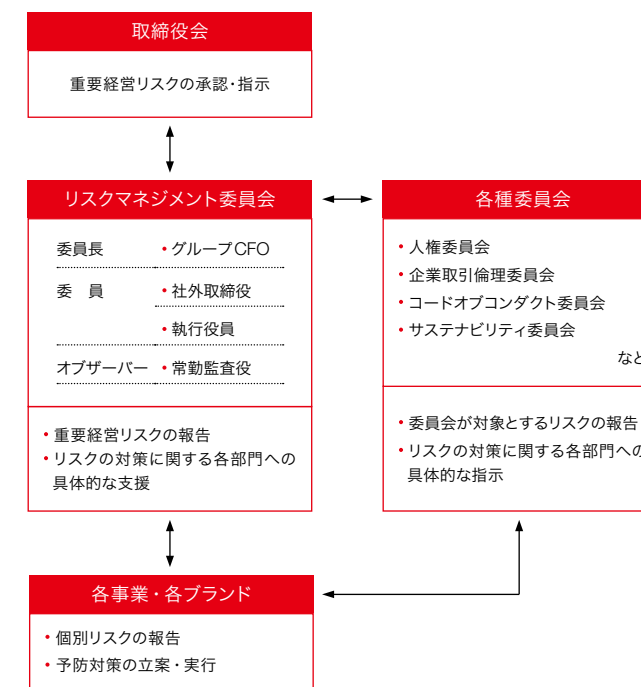 取締役会
重要経営リスクの承認・指示
リスクマネジメント委員会
委員長 • グループCFO
委 員 • 社外取締役
• 執行役員
オブザーバー • 常勤監査役
• 重要経営リスクの報告
• リスクの対策に関する各部門への
具体的な支援
各種委員会
• 人権委員会
• 企業取引倫理委員会
• コードオブコンダクト委員会
• サステナビリティ委員会
など
• 委員会が対象とするリスクの報告
• リスクの対策に関する各部門への
具体的な指示
各事業・各ブランド
• 個別リスクの報告
• 予防対策の立案・実行